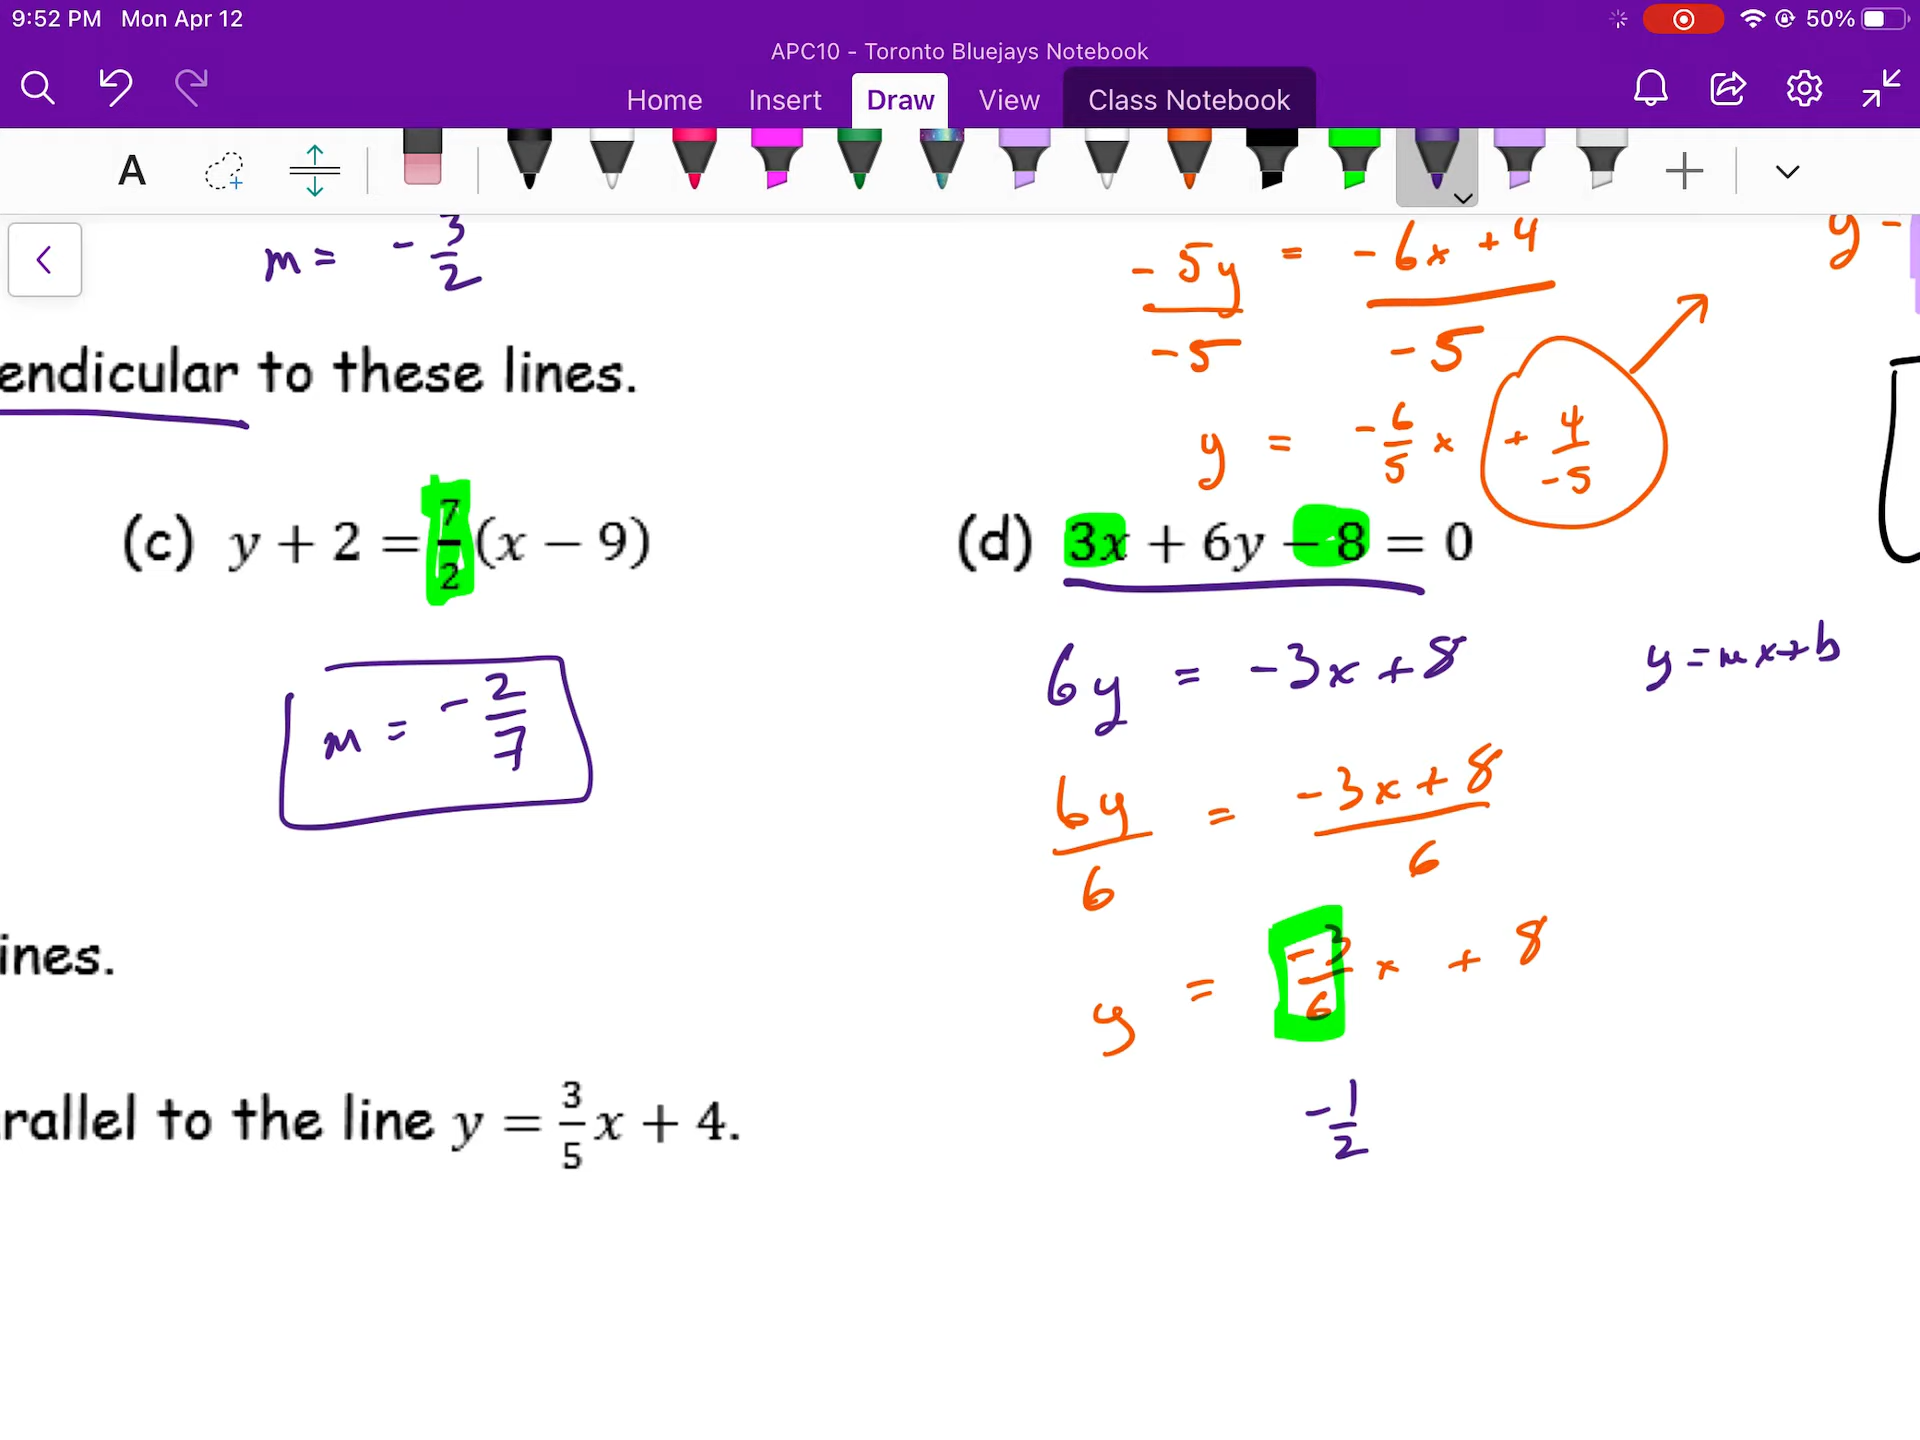 9:52 PM Mon Apr 12
50%
APC10 - Toronto Bluejays Notebook
Home Insert Draw View Class Notebook
A
m = - 3/2
-5y/-5 = -6x + 4/-5
y -
endicular to these lines.
y = -6/5 x + 4/-5
(c) y + 2 = 7/2 (x − 9)
(d) 3x + 6y − 8 = 0
6y = -3x + 8
y = mx + b
m = - 2/7
6y/6 = -3x + 8/6
ines.
y = -3/6 x + 8
-1/2
rallel to the line y = 3/5 x + 4.